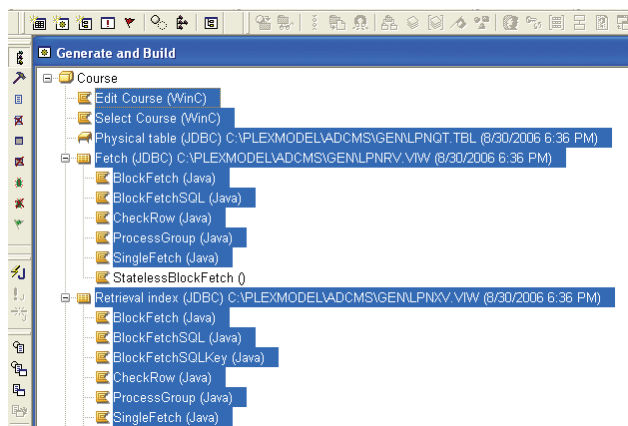 Generate and Build
Course
Edit Course (WinC)
Select Course (WinC)
Physical table (JDBC) C:\PLEXMODEL\ADCMS\GEN\LPNQT.TBL (8/30/2006 6:36 PM)
Fetch (JDBC) C:\PLEXMODEL\ADCMS\GEN\LPNRV.VIW (8/30/2006 6:36 PM)
BlockFetch (Java)
BlockFetchSQL (Java)
CheckRow (Java)
ProcessGroup (Java)
SingleFetch (Java)
StatelessBlockFetch ()
Retrieval index (JDBC) C:\PLEXMODEL\ADCMS\GEN\LPNXV.VIW (8/30/2006 6:36 PM)
BlockFetch (Java)
BlockFetchSQL (Java)
BlockFetchSQLKey (Java)
CheckRow (Java)
ProcessGroup (Java)
SingleFetch (Java)